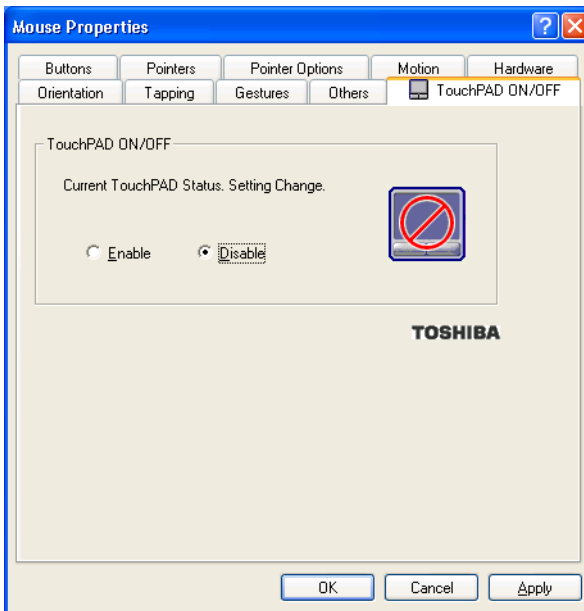 Mouse Properties
Buttons Pointers Pointer Options Motion Hardware
Orientation Tapping Gestures Others TouchPAD ON/OFF
TouchPAD ON/OFF
Current TouchPAD Status. Setting Change.
Enable Disable
TOSHIBA
OK Cancel Apply